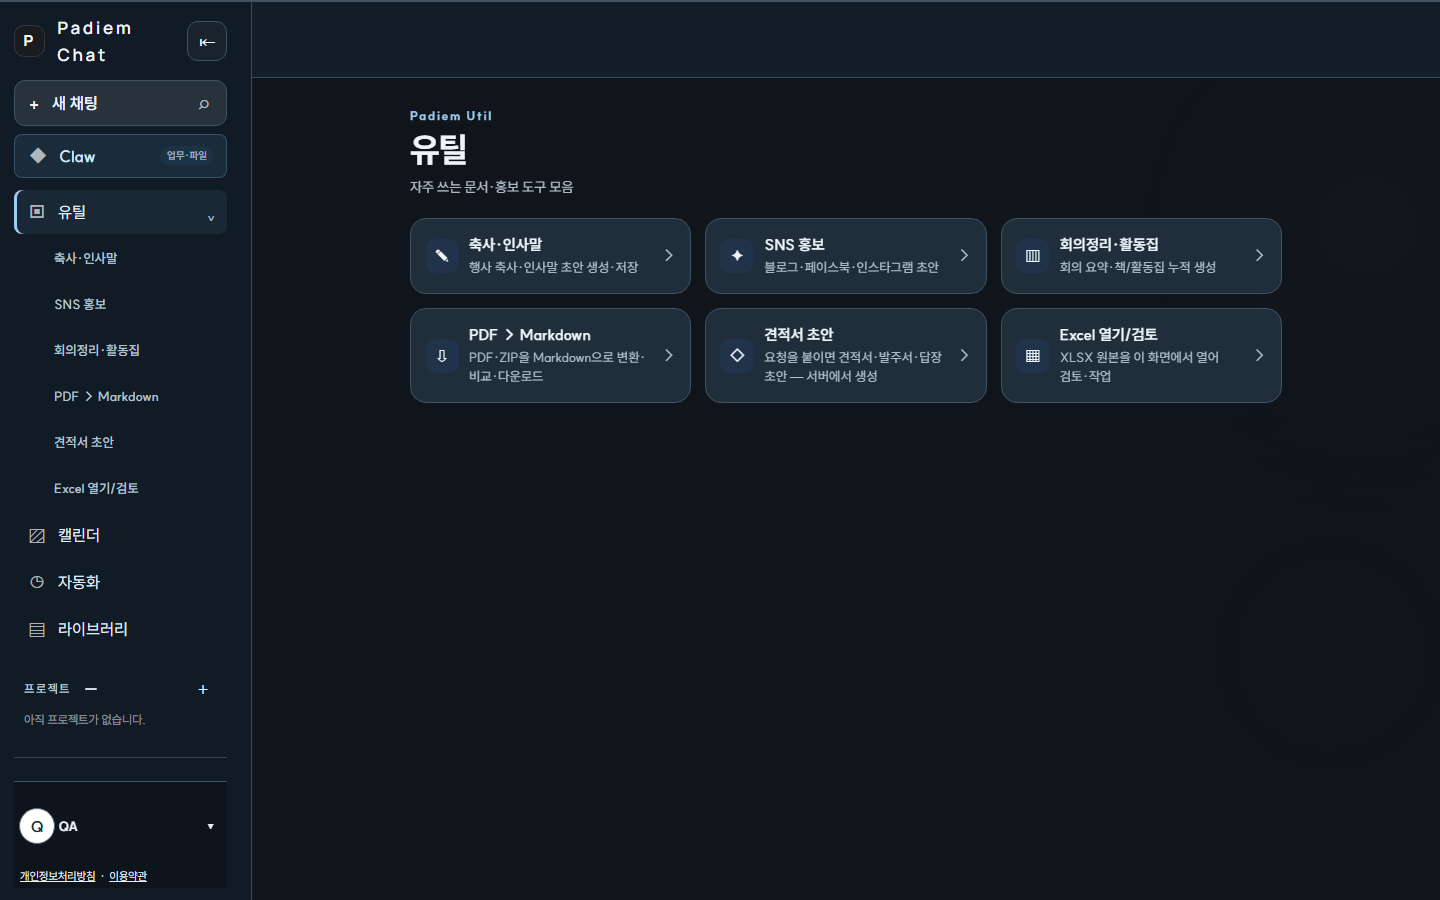 P
Padiem
Chat
+ 새 채팅
Claw 업무·파일
유틸
축사·인사말
SNS 홍보
회의정리·활동집
PDF > Markdown
견적서 초안
Excel 열기/검토
캘린더
자동화
라이브러리
프로젝트 — +
아직 프로젝트가 없습니다.
Q QA
개인정보처리방침 · 이용약관
Padiem Util
유틸
자주 쓰는 문서·홍보 도구 모음
축사·인사말
행사 축사·인사말 초안 생성·저장
SNS 홍보
블로그·페이스북·인스타그램 초안
회의정리·활동집
회의 요약·책/활동집 누적 생성
PDF > Markdown
PDF·ZIP을 Markdown으로 변환·
비교·다운로드
견적서 초안
요청을 붙이면 견적서·발주서·답장
초안 — 서버에서 생성
Excel 열기/검토
XLSX 원본을 이 화면에서 열어
검토·작업